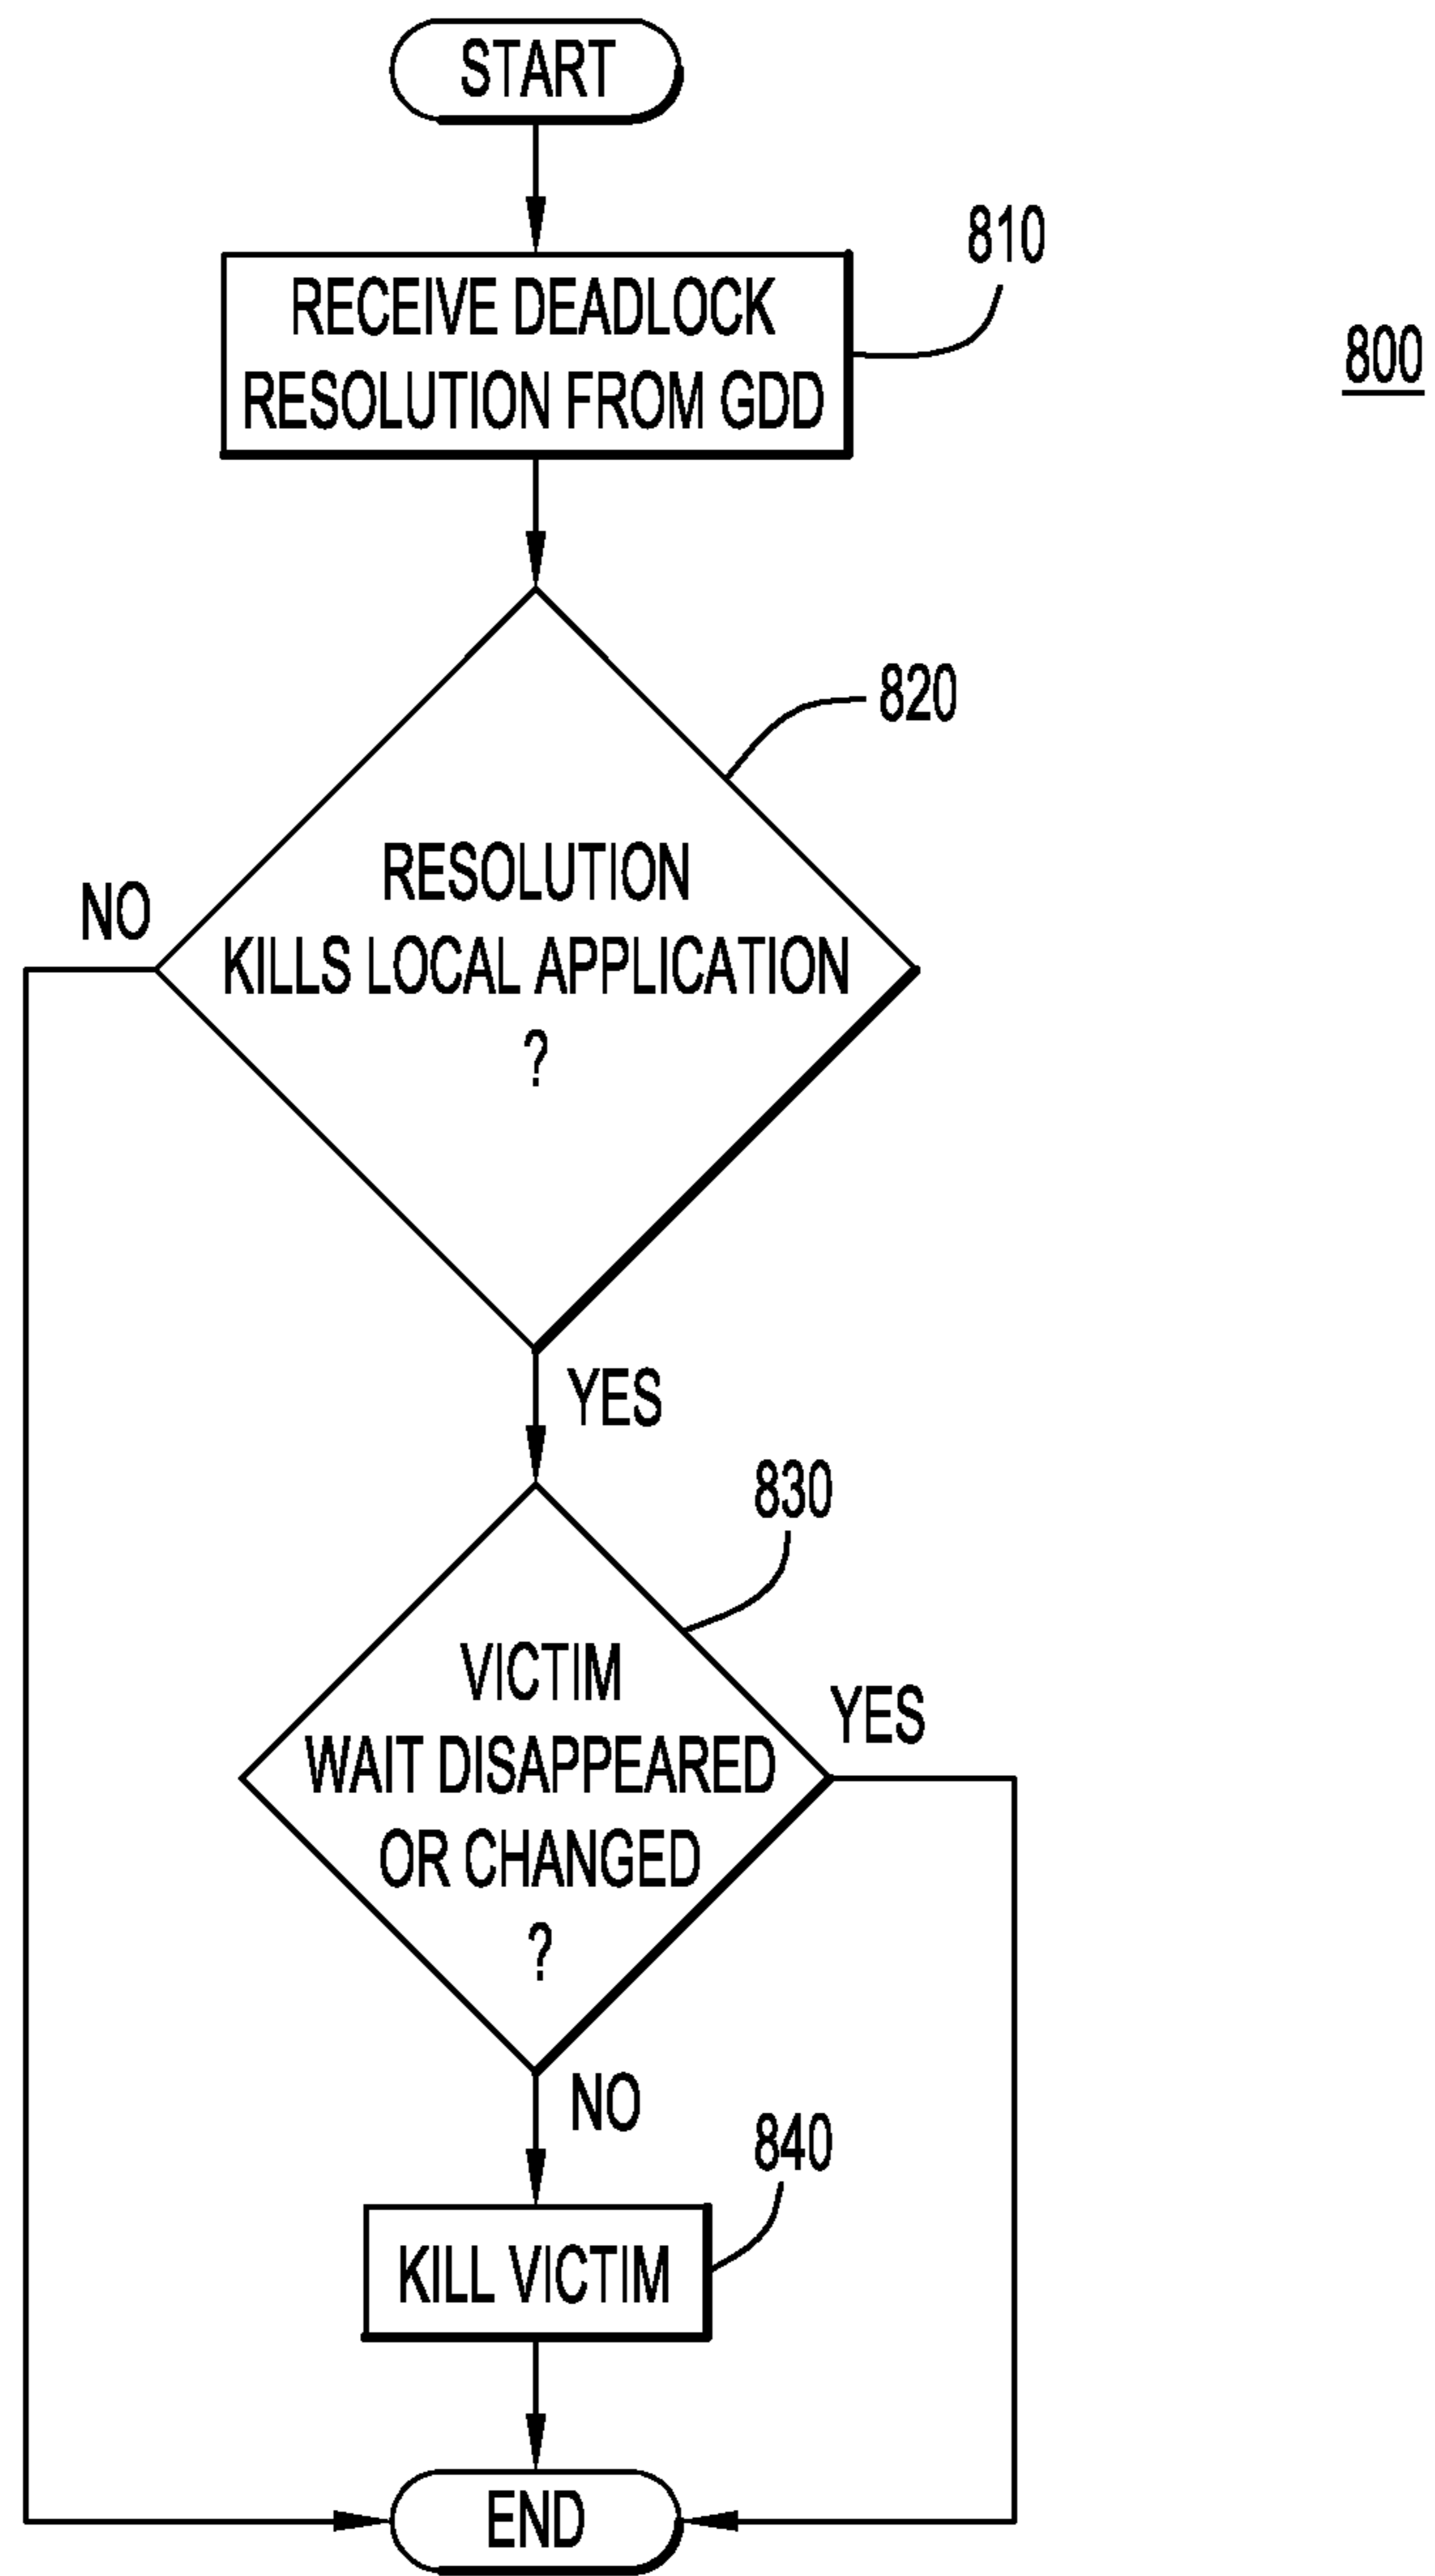 START
810
RECEIVE DEADLOCK
RESOLUTION FROM GDD
800
820
RESOLUTION
KILLS LOCAL APPLICATION
?
NO
YES
830
VICTIM
WAIT DISAPPEARED
OR CHANGED
?
YES
NO
840
KILL VICTIM
END